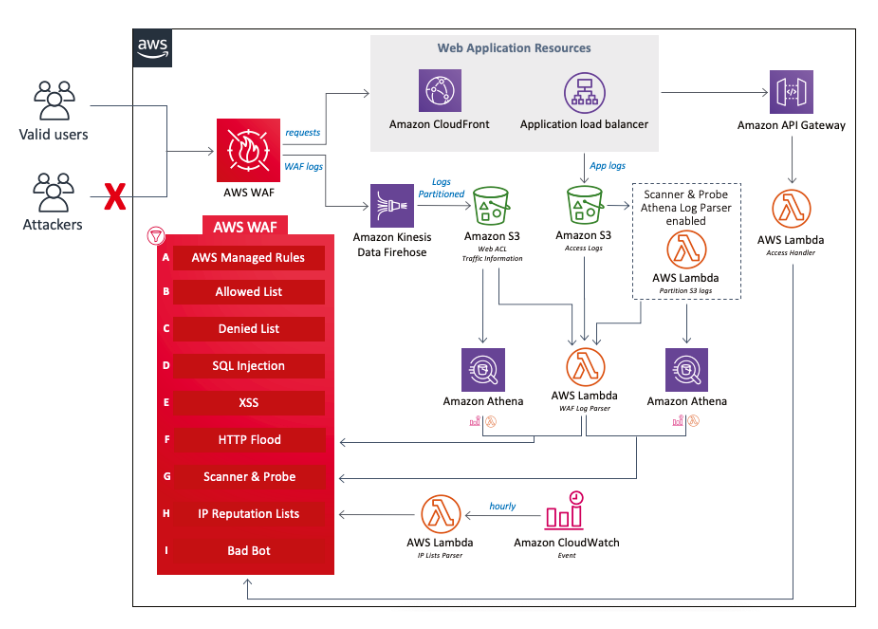 aws
Web Application Resources
Amazon CloudFront
Application load balancer
Amazon API Gateway
Valid users
Attackers
AWS WAF
requests
WAF logs
Logs
Partitioned
App logs
Amazon Kinesis
Data Firehose
Amazon S3
Web ACL
Traffic Information
Amazon S3
Access Logs
Scanner & Probe
Athena Log Parser
enabled
AWS Lambda
Partition S3 logs
AWS Lambda
Access Handler
AWS WAF
A AWS Managed Rules
B Allowed List
C Denied List
D SQL Injection
E XSS
F HTTP Flood
G Scanner & Probe
H IP Reputation Lists
I Bad Bot
Amazon Athena
AWS Lambda
WAF Log Parser
Amazon Athena
AWS Lambda
IP Lists Parser
hourly
Amazon CloudWatch
Event